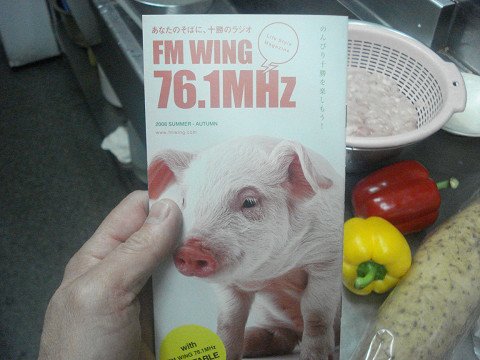 あなたのそばに、十勝のラジオ
FM WING
76.1MHz
Life Style
Magazine
のんびり十勝を楽しもう!
2008 SUMMER - AUTUMN
www.fmwing.com
with
FM WING 76.1MHz